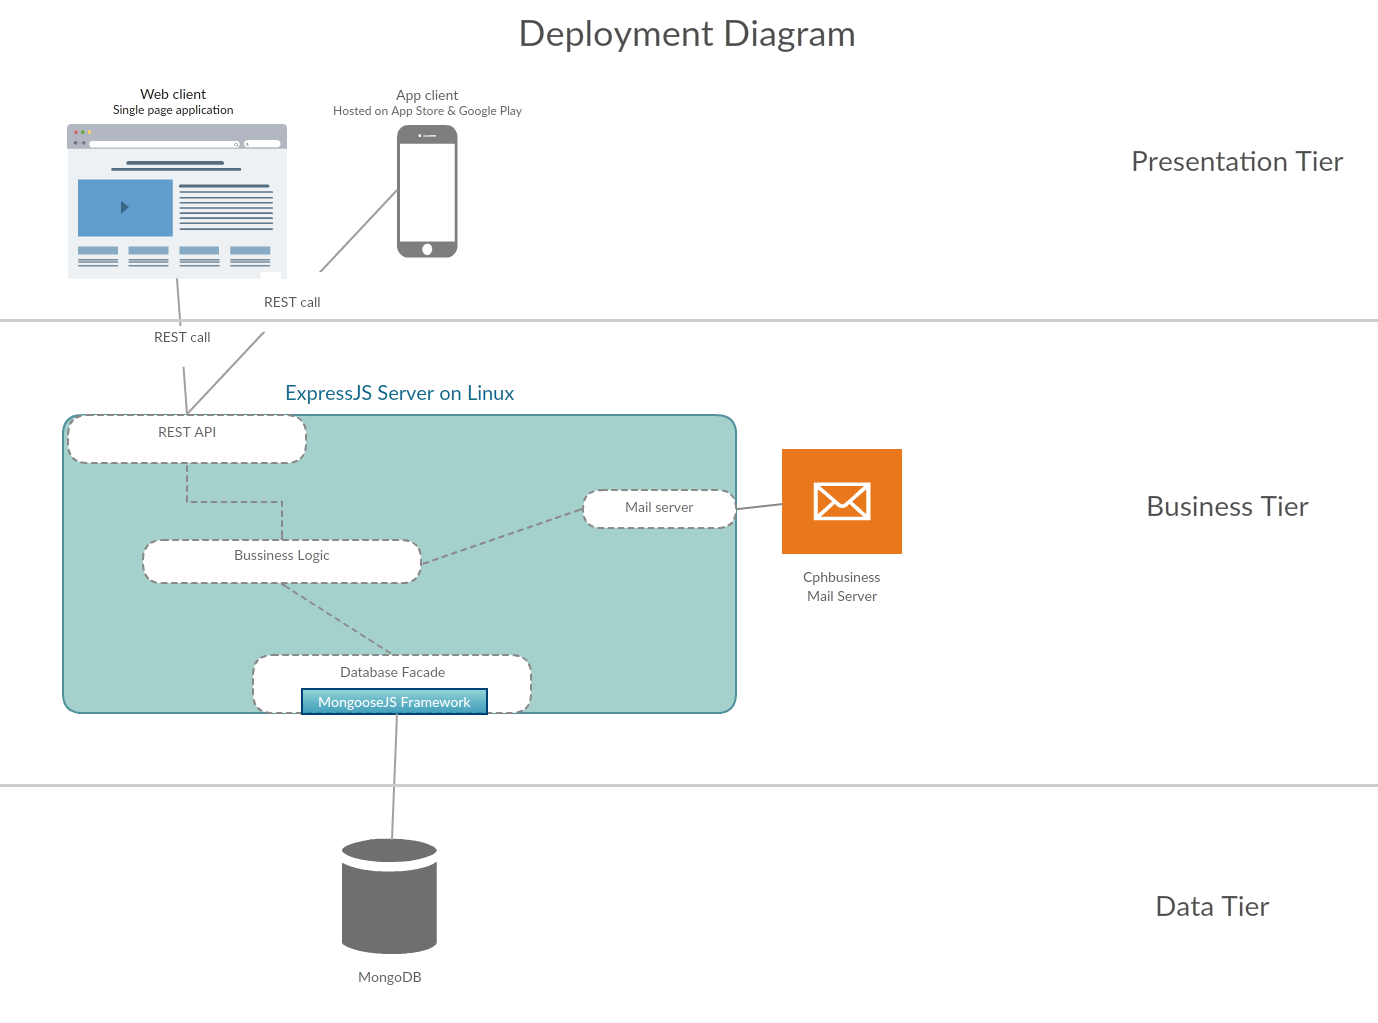 Deployment Diagram
Web client
Single page application
App client
Hosted on App Store & Google Play
Presentation Tier
REST call
REST call
ExpressJS Server on Linux
REST API
Mail server
Bussiness Logic
Cphbusiness
Mail Server
Business Tier
Database Facade
MongooseJS Framework
Data Tier
MongoDB